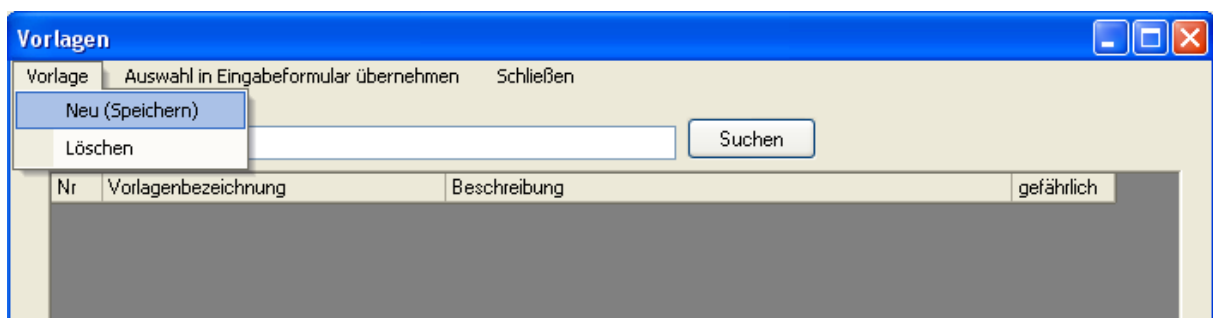 Vorlagen
Vorlage Auswahl in Eingabeformular übernehmen Schließen
Neu (Speichern)
Löschen
Suchen
Nr Vorlagenbezeichnung Beschreibung gefährlich